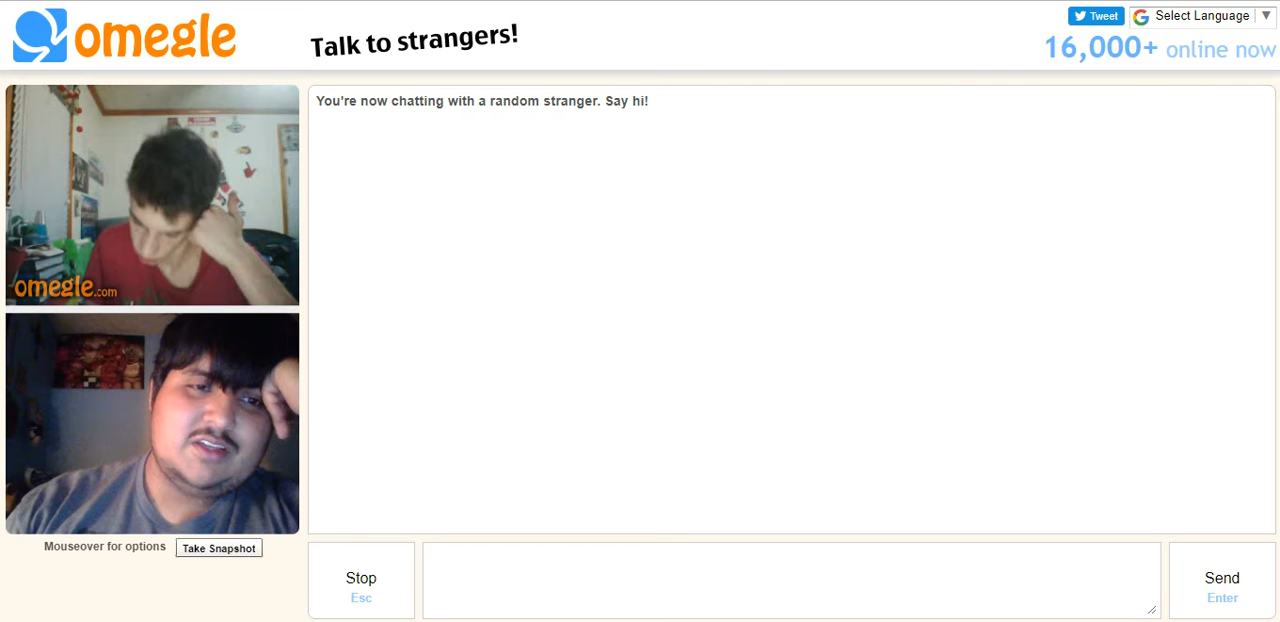 omegle
Talk to strangers!
Tweet
Select Language
16,000+ online now
You're now chatting with a random stranger. Say hi!
omegle.com
Mouseover for options
Take Snapshot
Stop
Esc
Send
Enter